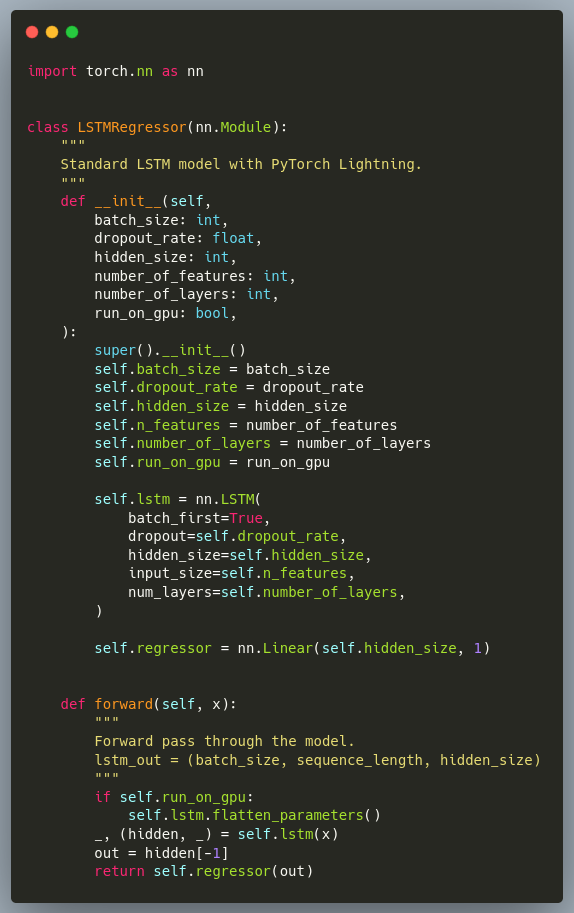 import torch.nn as nn
class LSTMRegressor(nn.Module):
    """
    Standard LSTM model with PyTorch Lightning.
    """
    def __init__(self,
        batch_size: int,
        dropout_rate: float,
        hidden_size: int,
        number_of_features: int,
        number_of_layers: int,
        run_on_gpu: bool,
    ):
        super().__init__()
        self.batch_size = batch_size
        self.dropout_rate = dropout_rate
        self.hidden_size = hidden_size
        self.n_features = number_of_features
        self.number_of_layers = number_of_layers
        self.run_on_gpu = run_on_gpu
        self.lstm = nn.LSTM(
            batch_first=True,
            dropout=self.dropout_rate,
            hidden_size=self.hidden_size,
            input_size=self.n_features,
            num_layers=self.number_of_layers,
        )
        self.regressor = nn.Linear(self.hidden_size, 1)
    def forward(self, x):
        """
        Forward pass through the model.
        lstm_out = (batch_size, sequence_length, hidden_size)
        """
        if self.run_on_gpu:
            self.lstm.flatten_parameters()
        _, (hidden, _) = self.lstm(x)
        out = hidden[-1]
        return self.regressor(out)